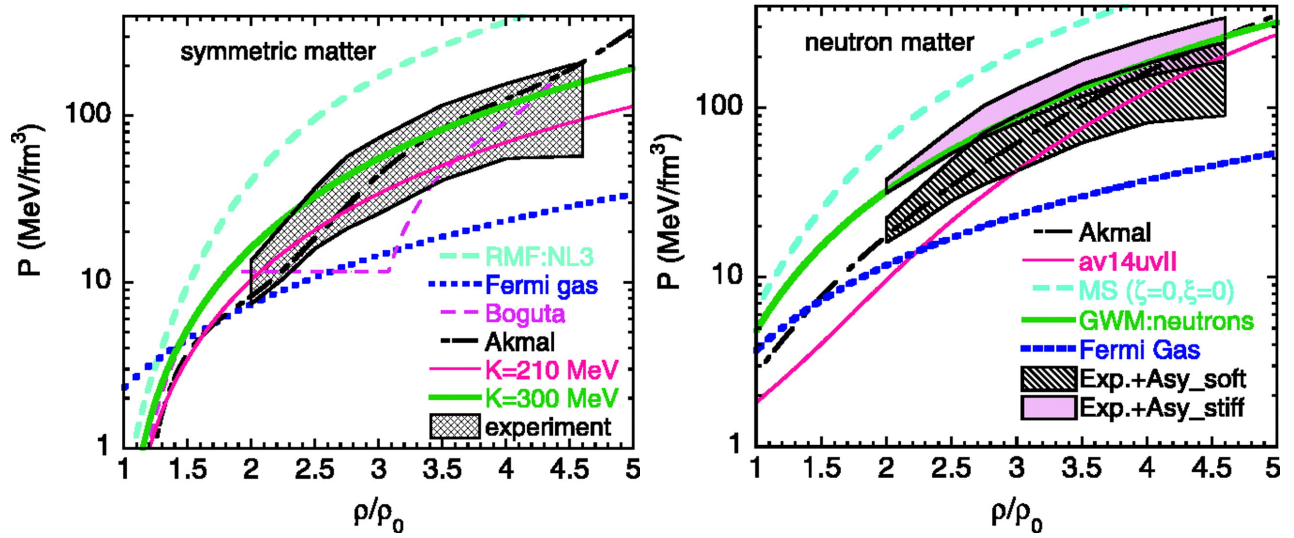 symmetric matter
P (MeV/fm³)
100
10
1
RMF:NL3
Fermi gas
Boguta
Akmal
K=210 MeV
K=300 MeV
experiment
1 1.5 2 2.5 3 3.5 4 4.5 5
ρ/ρ₀
neutron matter
P (MeV/fm³)
100
10
1
Akmal
av14uvII
MS (ζ=0,ξ=0)
GWM:neutrons
Fermi Gas
Exp.+Asy_soft
Exp.+Asy_stiff
1 1.5 2 2.5 3 3.5 4 4.5 5
ρ/ρ₀